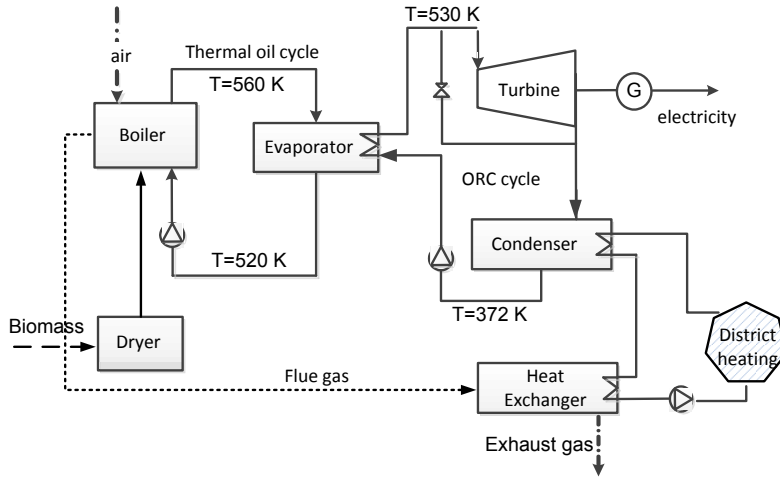 T=530 K
air
Thermal oil cycle
T=560 K
Turbine
G
electricity
Boiler
Evaporator
ORC cycle
Condenser
T=520 K
T=372 K
Biomass
Dryer
District
heating
Flue gas
Heat
Exchanger
Exhaust gas